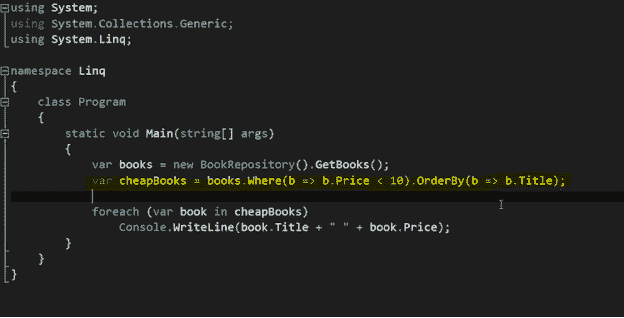 using System;
using System.Collections.Generic;
using System.Linq;
namespace Linq
{
class Program
{
static void Main(string[] args)
{
var books = new BookRepository().GetBooks();
var cheapBooks = books.Where(b => b.Price < 10).OrderBy(b => b.Title);
foreach (var book in cheapBooks)
Console.WriteLine(book.Title + " " + book.Price);
}
}
}